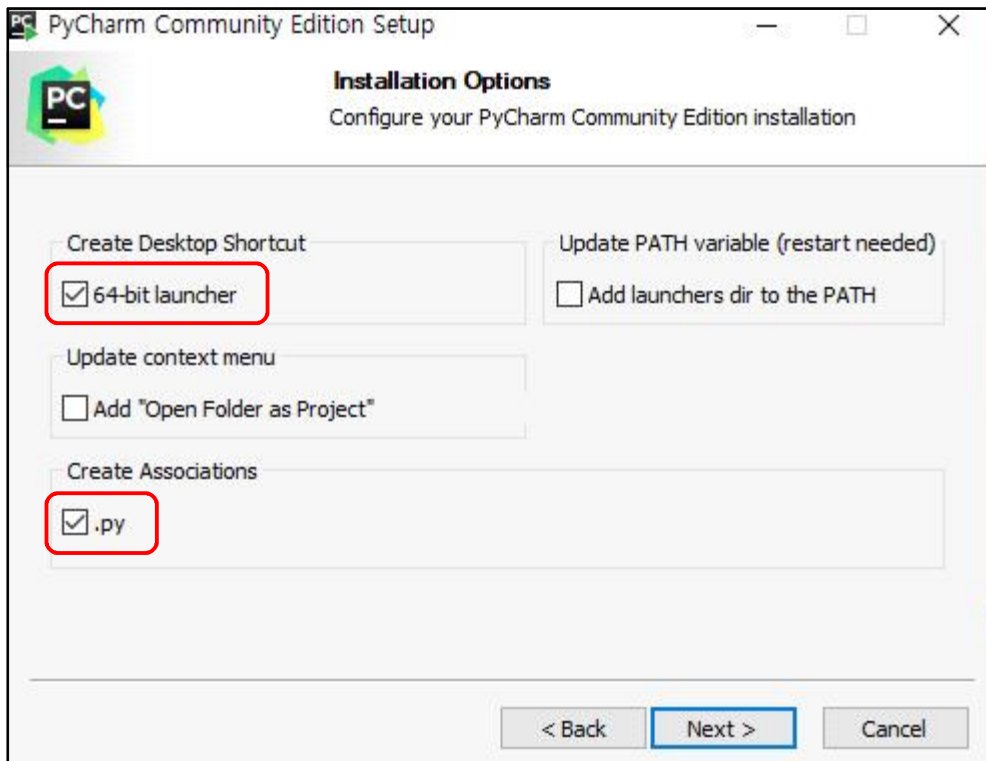 PC PyCharm Community Edition Setup
PC
Installation Options
Configure your PyCharm Community Edition installation
Create Desktop Shortcut
64-bit launcher
Update PATH variable (restart needed)
Add launchers dir to the PATH
Update context menu
Add "Open Folder as Project"
Create Associations
.py
< Back
Next >
Cancel